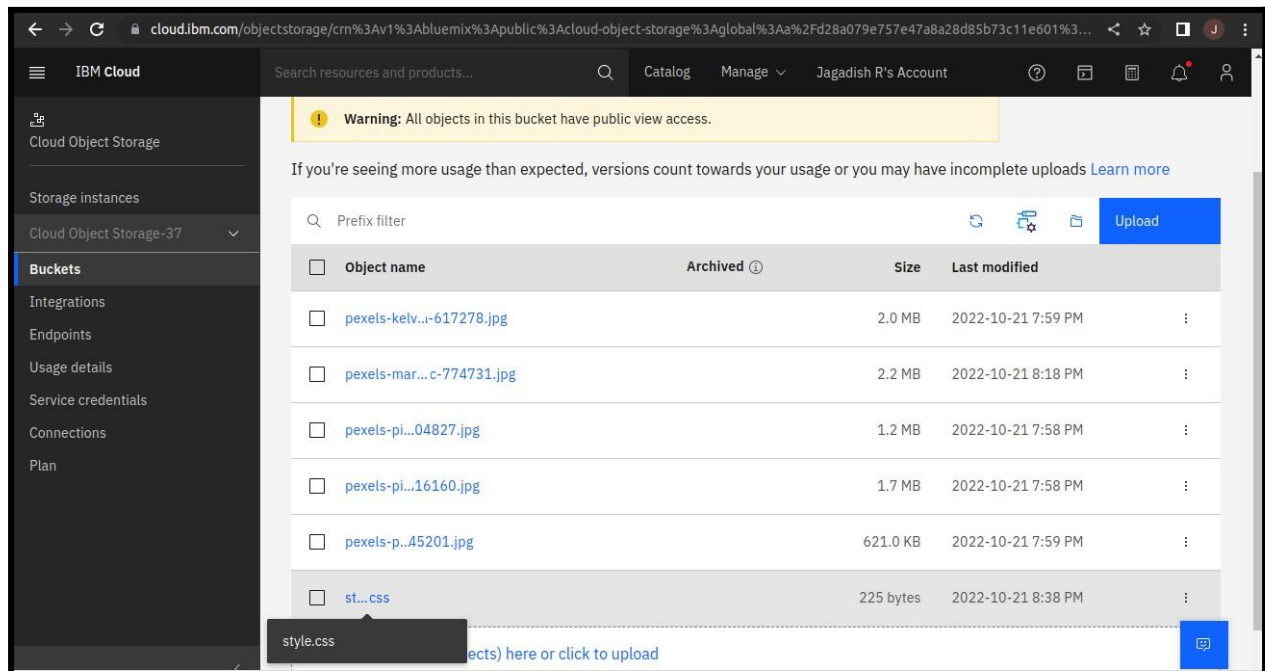 cloud.ibm.com/objectstorage/crn%3Av1%3Abluemix%3Apublic%3Acloud-object-storage%3Aglobal%3Aa%2Fd28a079e757e47a8a28d85b73c11e601%3...
J
IBM Cloud
Search resources and products...
Catalog
Manage
Jagadish R's Account
Cloud Object Storage
Storage instances
Cloud Object Storage-37
Buckets
Integrations
Endpoints
Usage details
Service credentials
Connections
Plan
Warning: All objects in this bucket have public view access.
If you're seeing more usage than expected, versions count towards your usage or you may have incomplete uploads Learn more
Prefix filter
Upload
Object name Archived Size Last modified
pexels-kelv...-617278.jpg 2.0 MB 2022-10-21 7:59 PM
pexels-mar...c-774731.jpg 2.2 MB 2022-10-21 8:18 PM
pexels-pi...04827.jpg 1.2 MB 2022-10-21 7:58 PM
pexels-pi...16160.jpg 1.7 MB 2022-10-21 7:58 PM
pexels-p..45201.jpg 621.0 KB 2022-10-21 7:59 PM
st...css 225 bytes 2022-10-21 8:38 PM
style.css
ects) here or click to upload